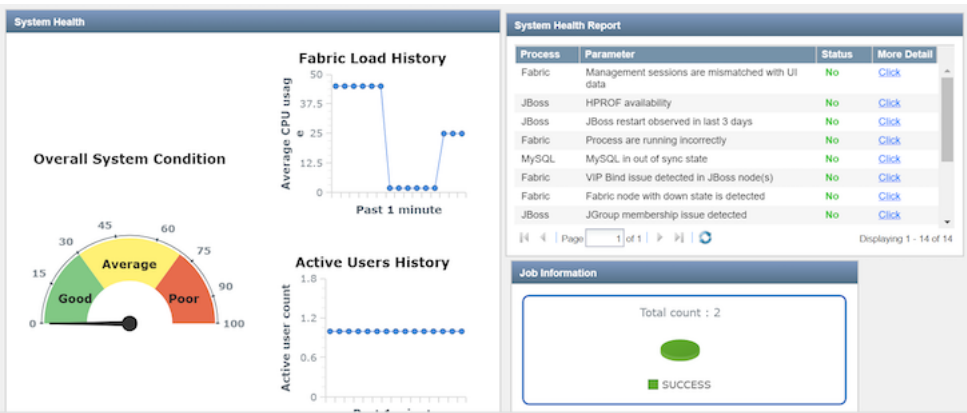 System Health
Fabric Load History
50
37.5
25
12.5
0
Average CPU usag
e
Past 1 minute
Overall System Condition
0
15
30
45
60
75
90
100
Good
Average
Poor
Active Users History
1.8
1.2
0.6
0
Active user count
System Health Report
Process Parameter Status More Detail
Fabric Management sessions are mismatched with UI No Click
data
JBoss HPROF availability No Click
JBoss JBoss restart observed in last 3 days No Click
Fabric Process are running incorrectly No Click
MySQL MySQL in out of sync state No Click
Fabric VIP Bind issue detected in JBoss node(s) No Click
Fabric Fabric node with down state is detected No Click
JBoss JGroup membership issue detected No Click
Page 1 of 1 Displaying 1 - 14 of 14
Job Information
Total count : 2
SUCCESS